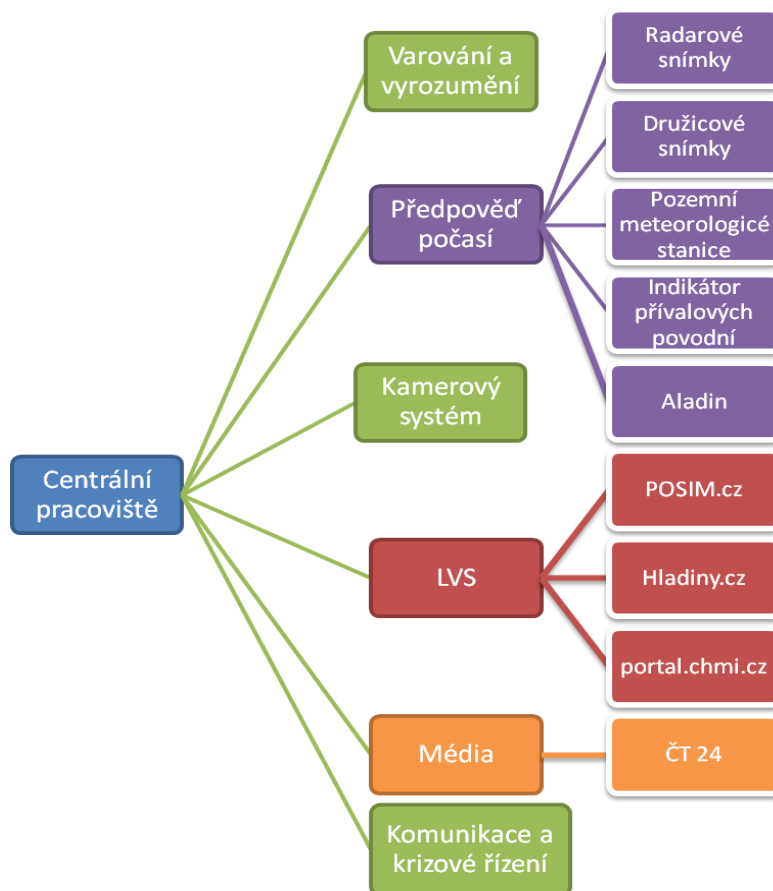 Centrální
pracoviště
Varování a
vyrozumění
Předpověď
počasí
Radarové
snímky
Družicové
snímky
Pozemní
meteorologicé
stanice
Indikátor
přívalových
povodní
Aladin
Kamerový
systém
LVS
POSIM.cz
Hladiny.cz
portal.chmi.cz
Média
ČT 24
Komunikace a
krizové řízení